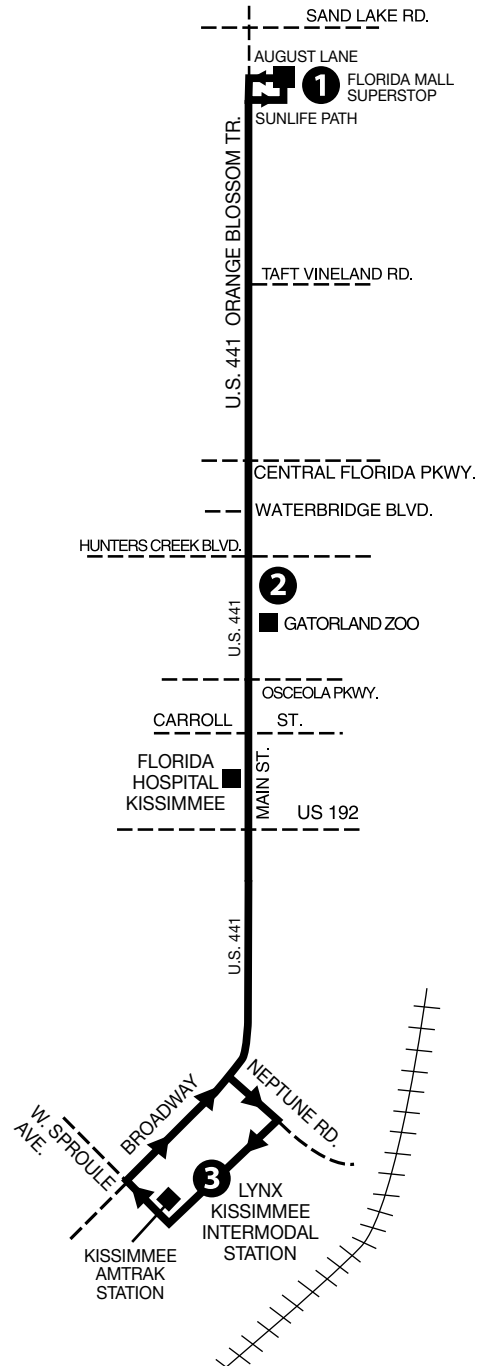 SAND LAKE RD.
AUGUST LANE
1
FLORIDA MALL
SUPERSTOP
SUNLIFE PATH
U.S. 441 ORANGE BLOSSOM TR.
TAFT VINELAND RD.
CENTRAL FLORIDA PKWY.
WATERBRIDGE BLVD.
HUNTERS CREEK BLVD.
2
U.S. 441
GATORLAND ZOO
OSCEOLA PKWY.
CARROLL ST.
FLORIDA
HOSPITAL
KISSIMMEE
MAIN ST.
US 192
U.S. 441
BROADWAY
NEPTUNE RD.
W. SPROULE
AVE.
3
LYNX
KISSIMMEE
INTERMODAL
STATION
KISSIMMEE
AMTRAK
STATION